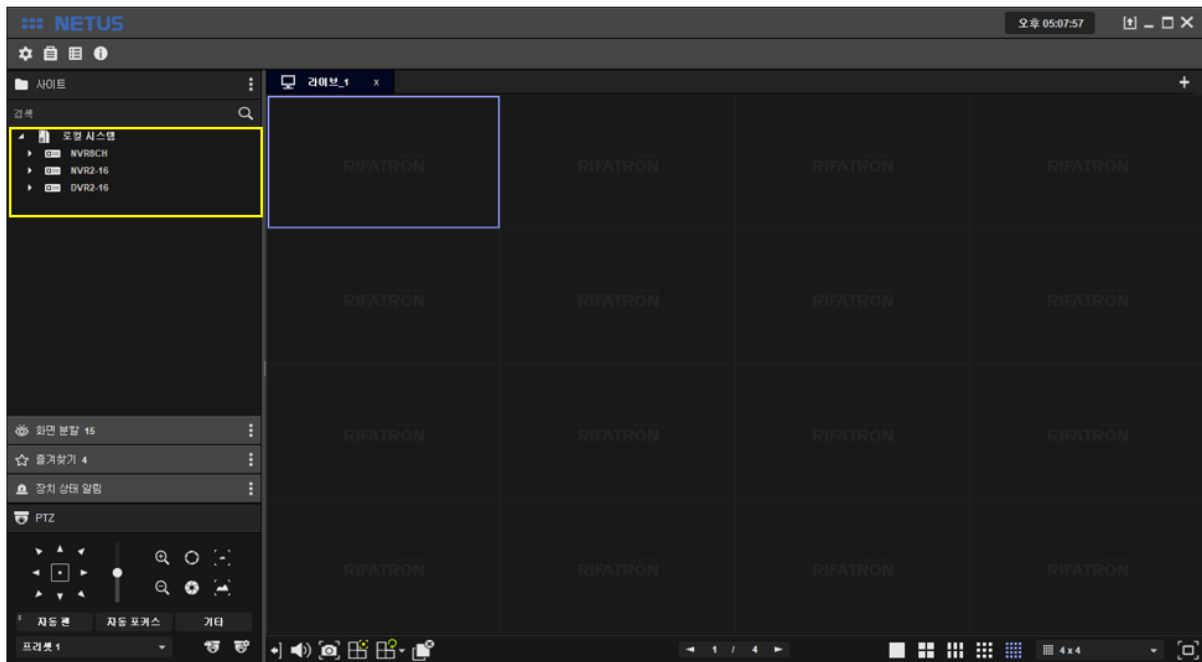 NETUS
오후 05:07:57
사이트
라이브_1 x
검색
로컬 시스템
NVR8CH
NVR2-16
DVR2-16
RIFATRON RIFATRON RIFATRON RIFATRON
RIFATRON RIFATRON RIFATRON RIFATRON
RIFATRON RIFATRON RIFATRON RIFATRON
RIFATRON RIFATRON RIFATRON RIFATRON
화면 분할 15
즐겨찾기 4
장치 상태 알림
PTZ
자동 팬 자동 포커스 기타
프리셋 1
1 / 4
4 x 4